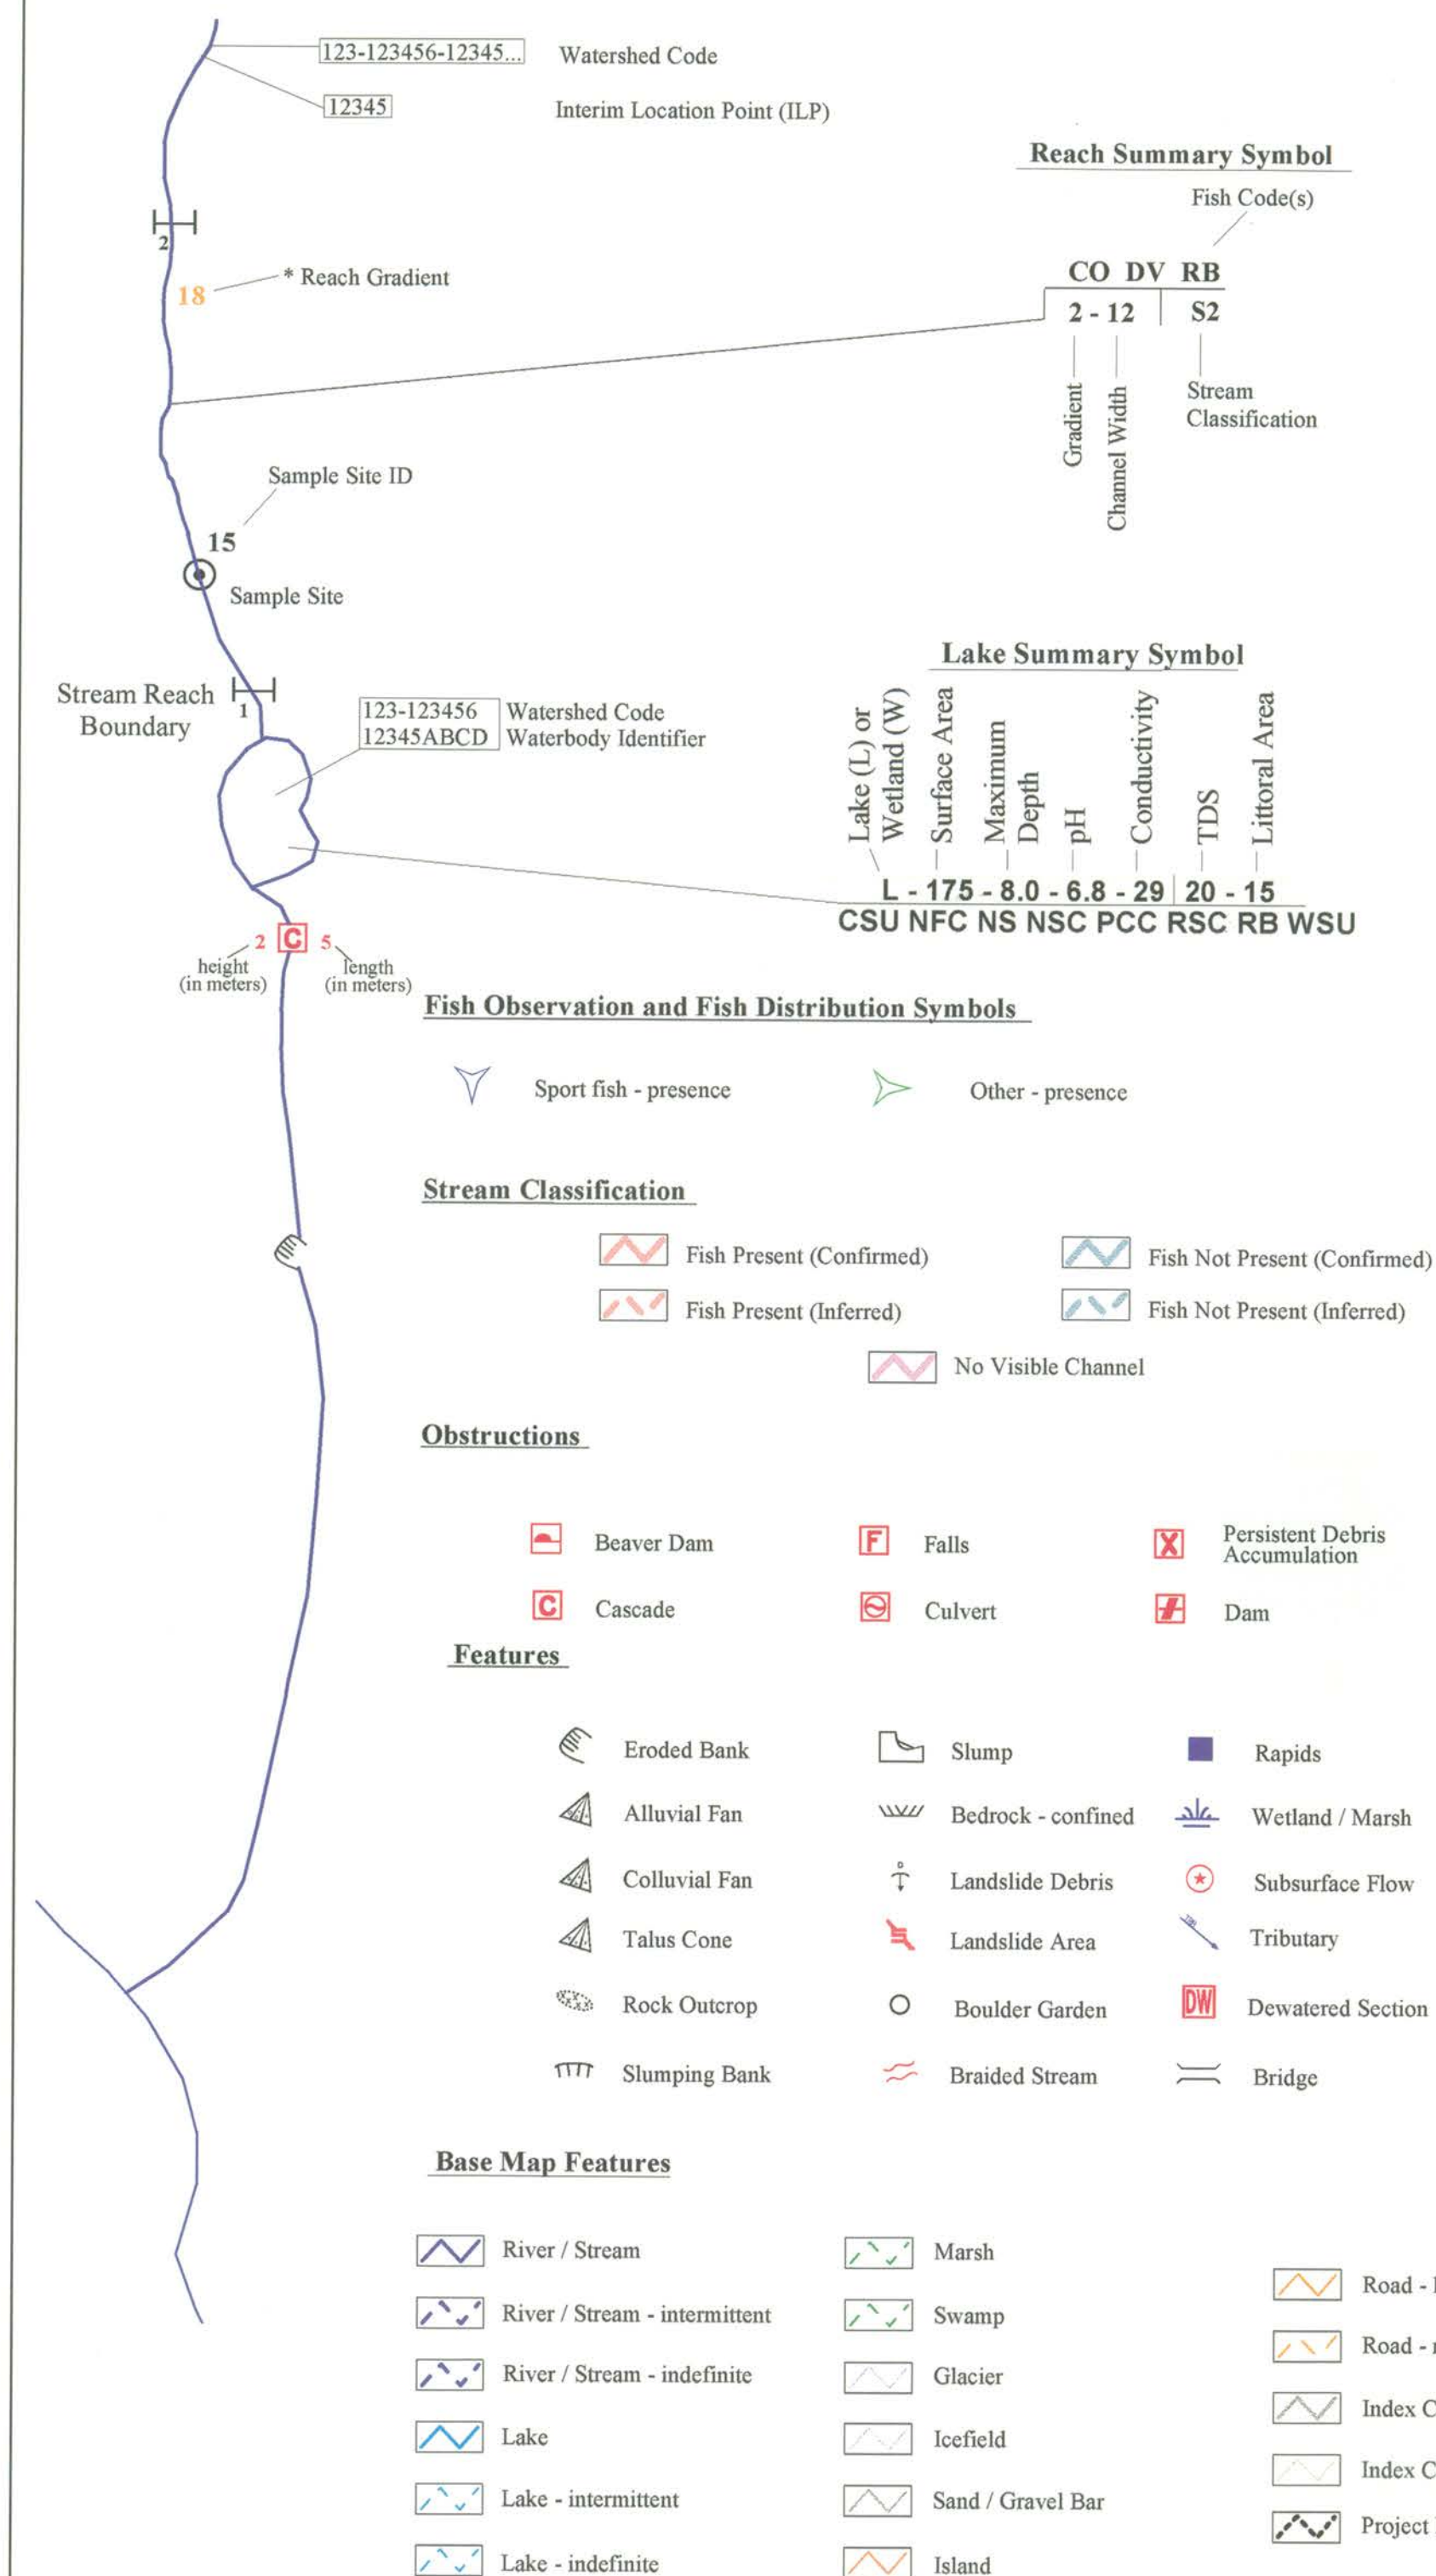 123-123456-12345... Watershed Code
12345 Interim Location Point (ILP)
Reach Summary Symbol
Fish Code(s)
2
18
* Reach Gradient
CO DV RB
2 - 12 S2
Gradient
Channel Width
Stream
Classification
Sample Site ID
15
Sample Site
Stream Reach
Boundary
1
123-123456 Watershed Code
12345ABCD Waterbody Identifier
Lake Summary Symbol
Lake (L) or
Wetland (W)
Surface Area
Maximum
Depth
pH
Conductivity
TDS
Littoral Area
L - 175 - 8.0 - 6.8 - 29 20 - 15
CSU NFC NS NSC PCC RSC RB WSU
2 C 5
height
(in meters)
length
(in meters)
Fish Observation and Fish Distribution Symbols
Sport fish - presence Other - presence
Stream Classification
Fish Present (Confirmed) Fish Not Present (Confirmed)
Fish Present (Inferred) Fish Not Present (Inferred)
No Visible Channel
Obstructions
Beaver Dam F Falls X Persistent Debris
Accumulation
C Cascade Culvert Dam
Features
Eroded Bank Slump Rapids
Alluvial Fan Bedrock - confined Wetland / Marsh
Colluvial Fan Landslide Debris Subsurface Flow
Talus Cone Landslide Area Tributary
Rock Outcrop Boulder Garden DW Dewatered Section
Slumping Bank Braided Stream Bridge
Base Map Features
River / Stream Marsh
Road -
River / Stream - intermittent Swamp
Road -
River / Stream - indefinite Glacier
Index
Lake Icefield
Index
Lake - intermittent Sand / Gravel Bar
Project
Lake - indefinite Island